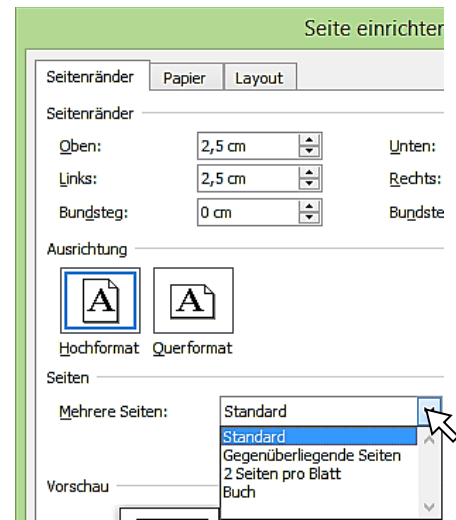 Seite einrichten
Seitenränder Papier Layout
Seitenränder
Oben: 2,5 cm Unten:
Links: 2,5 cm Rechts:
Bundsteg: 0 cm Bundste
Ausrichtung
A A
Hochformat Querformat
Seiten
Mehrere Seiten: Standard
Standard
Gegenüberliegende Seiten
2 Seiten pro Blatt
Buch
Vorschau